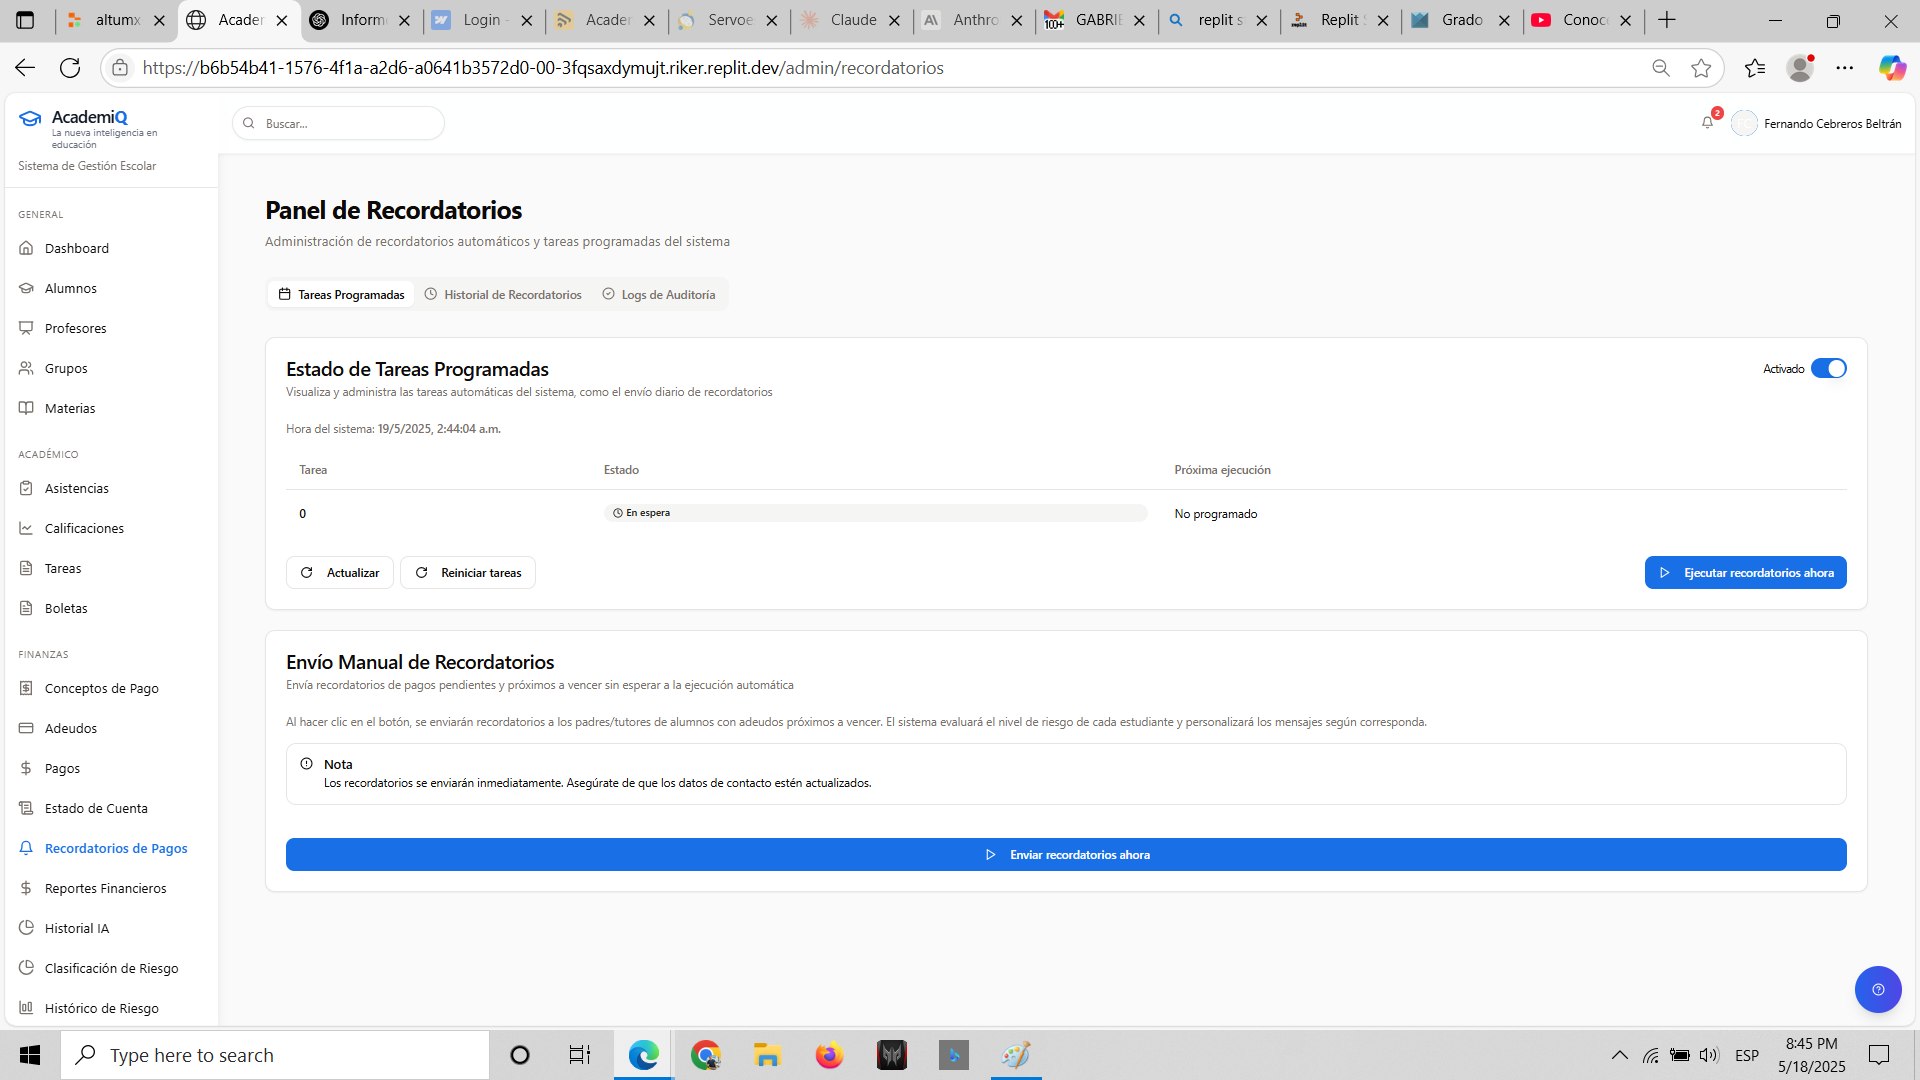 altumx
Academ
Inform
Login -
Academ
Servoe
Claude
Anthro
GABRIE
replit s
Replit S
Grado
Conoc
https://b6b54b41-1576-4f1a-a2d6-a0641b3572d0-00-3fqsaxdymujt.riker.replit.dev/admin/recordatorios
AcademiQ
La nueva inteligencia en
educación
Sistema de Gestión Escolar
Buscar...
2
Fernando Cebreros Beltrán
GENERAL
Dashboard
Alumnos
Profesores
Grupos
Materias
ACADÉMICO
Asistencias
Calificaciones
Tareas
Boletas
FINANZAS
Conceptos de Pago
Adeudos
Pagos
Estado de Cuenta
Recordatorios de Pagos
Reportes Financieros
Historial IA
Clasificación de Riesgo
Histórico de Riesgo
Panel de Recordatorios
Administración de recordatorios automáticos y tareas programadas del sistema
Tareas Programadas
Historial de Recordatorios
Logs de Auditoría
Estado de Tareas Programadas
Activado
Visualiza y administra las tareas automáticas del sistema, como el envío diario de recordatorios
Hora del sistema: 19/5/2025, 2:44:04 a.m.
Tarea Estado Próxima ejecución
0 En espera No programado
Actualizar
Reiniciar tareas
Ejecutar recordatorios ahora
Envío Manual de Recordatorios
Envía recordatorios de pagos pendientes y próximos a vencer sin esperar a la ejecución automática
Al hacer clic en el botón, se enviarán recordatorios a los padres/tutores de alumnos con adeudos próximos a vencer. El sistema evaluará el nivel de riesgo de cada estudiante y personalizará los mensajes según corresponda.
Nota
Los recordatorios se enviarán inmediatamente. Asegúrate de que los datos de contacto estén actualizados.
Enviar recordatorios ahora
Type here to search
ESP
8:45 PM
5/18/2025